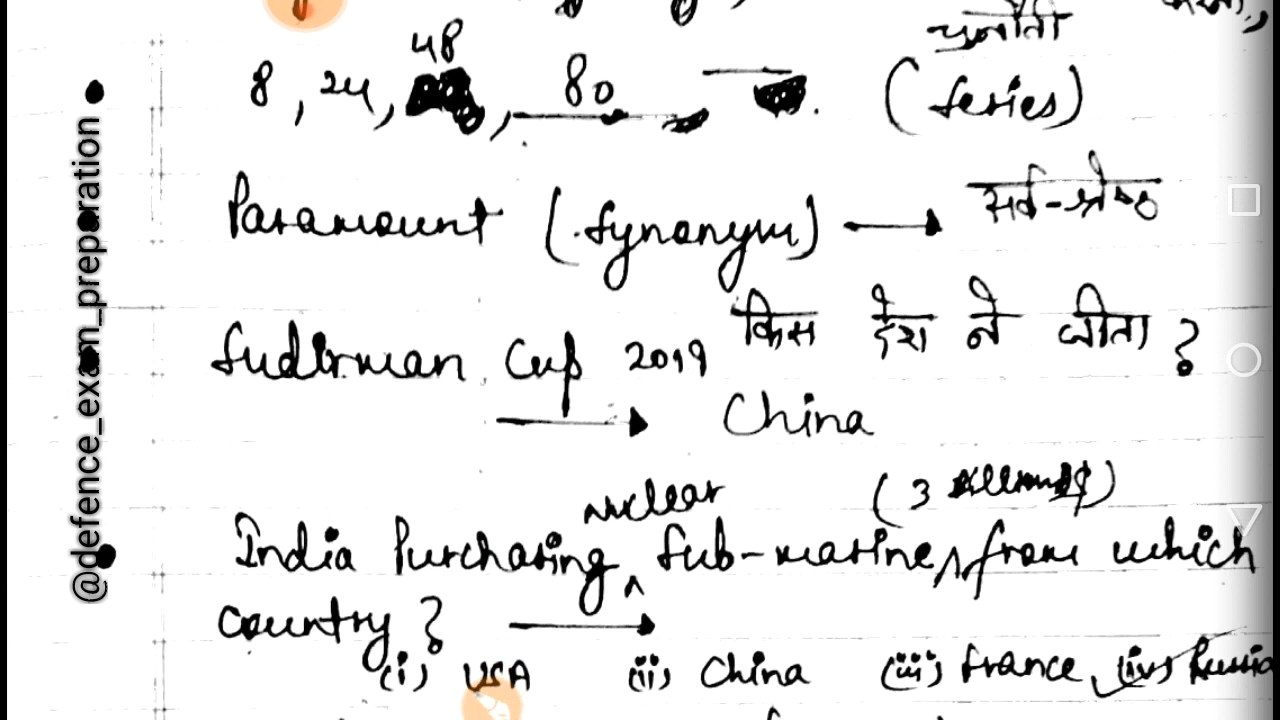 चुनौती
48
8, 24, , 80 , . (Series)
Paramount (Synonym) → सर्व-श्रेष्ठ
Sudirman Cup 2019 किस देश ने जीता ?
→ China
nuclear (3 )
India Purchasing ^ Sub-marine, from which
country ? →
(i) USA (ii) China (iii) France, (iv) Russia
@defence_exam_preparation